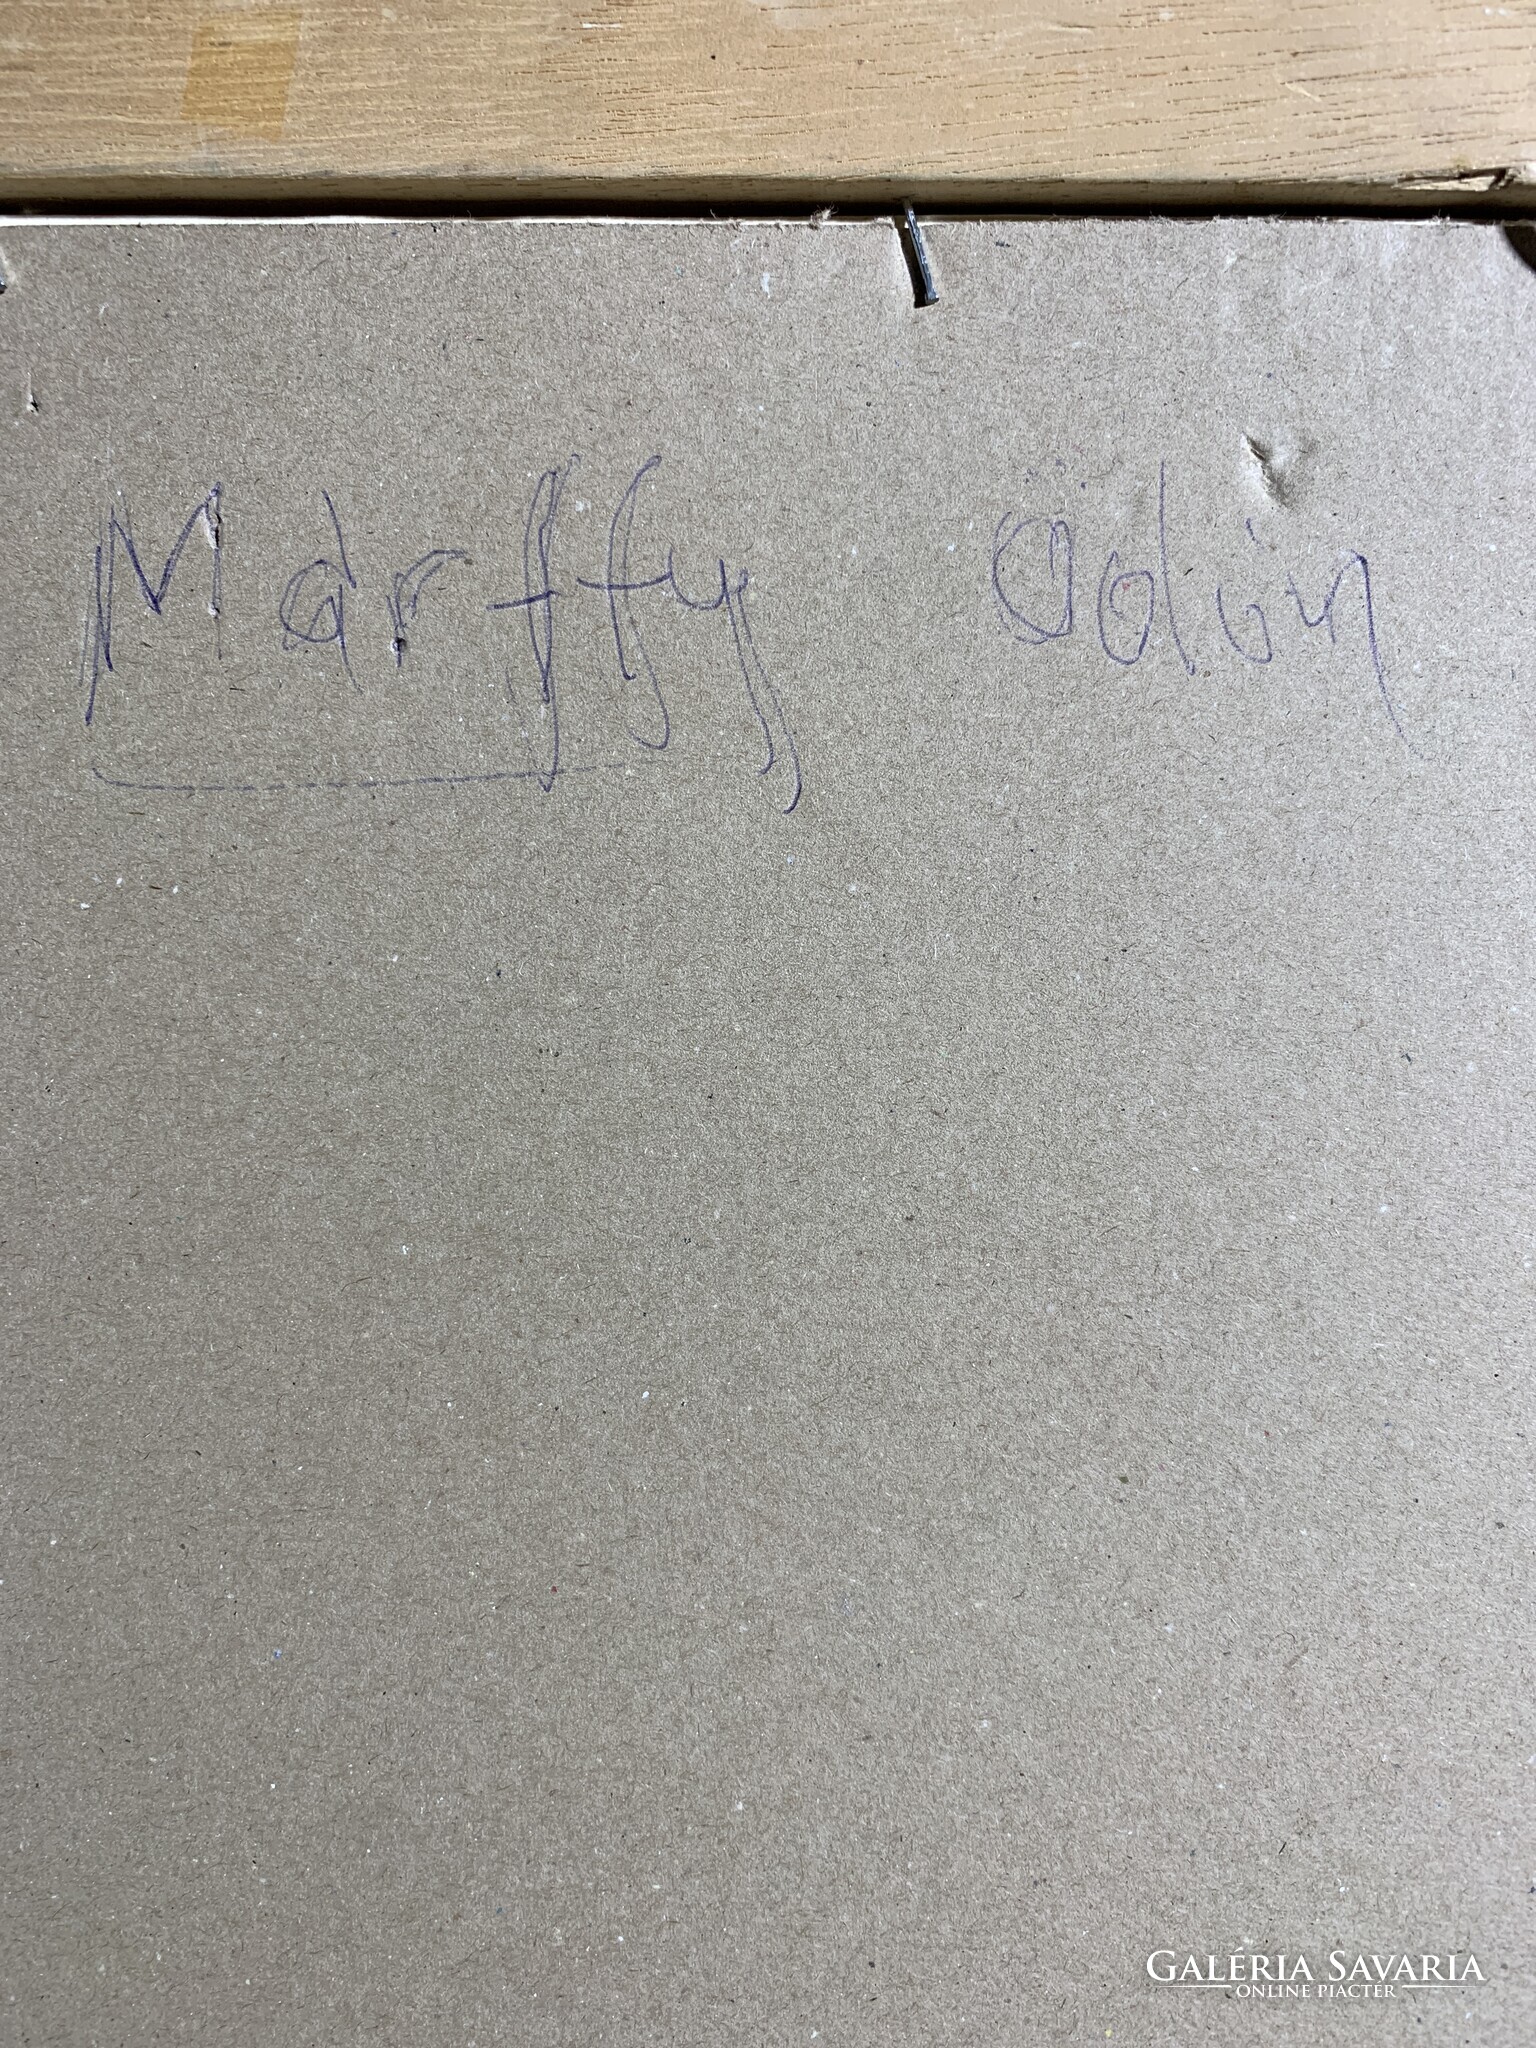 Márffy Ödön
GALÉRIA SAVARIA
ONLINE PIACTÉR